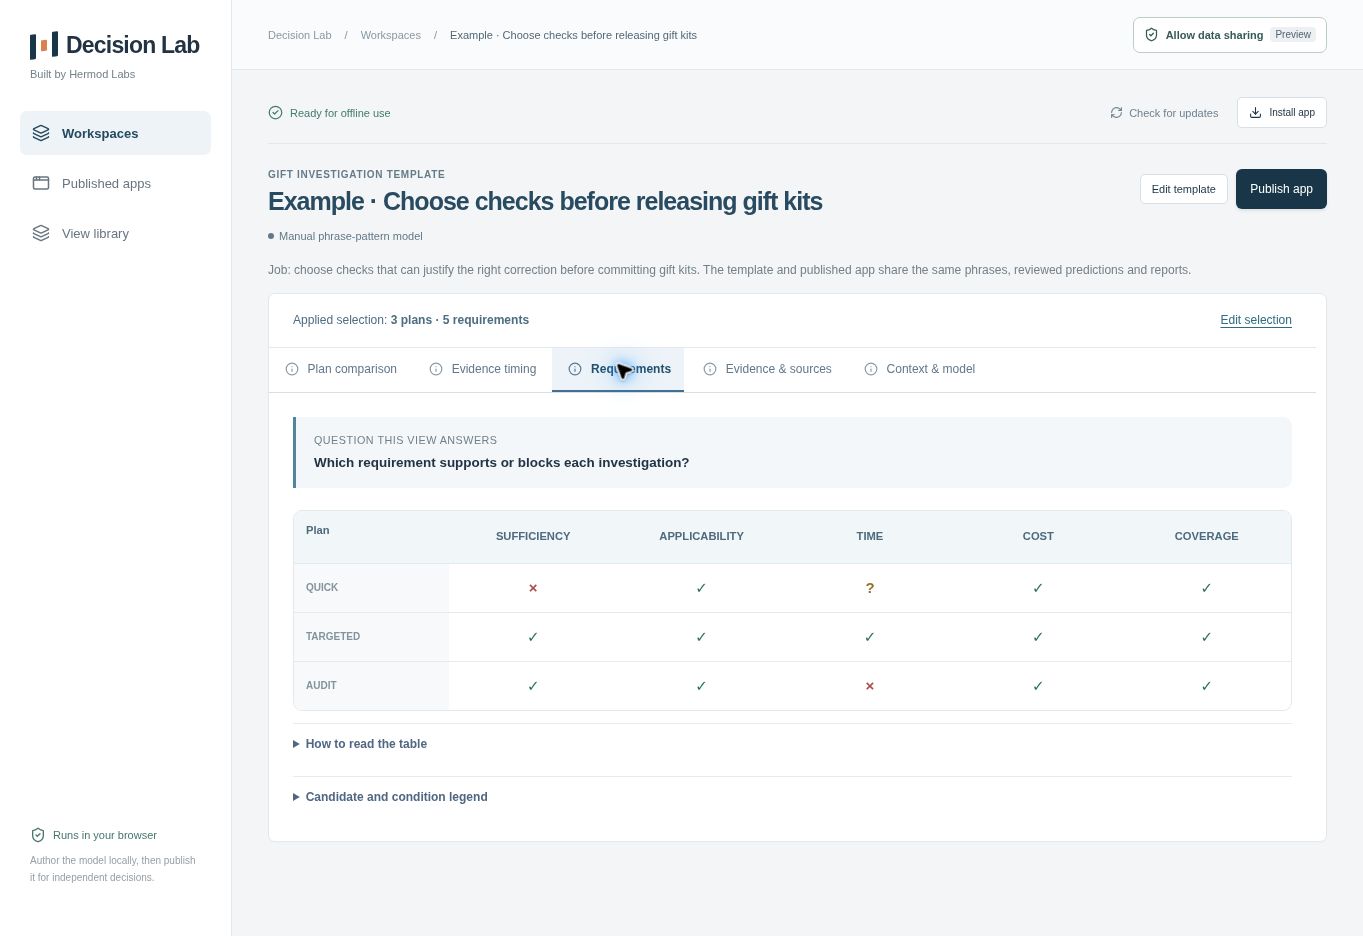 Decision Lab
Built by Hermod Labs
Workspaces
Published apps
View library
Runs in your browser
Author the model locally, then publish
it for independent decisions.
Decision Lab / Workspaces / Example · Choose checks before releasing gift kits
Allow data sharing Preview
Ready for offline use
Check for updates
Install app
GIFT INVESTIGATION TEMPLATE
Example · Choose checks before releasing gift kits
Edit template
Publish app
Manual phrase-pattern model
Job: choose checks that can justify the right correction before committing gift kits. The template and published app share the same phrases, reviewed predictions and reports.
Applied selection: 3 plans · 5 requirements
Edit selection
Plan comparison
Evidence timing
Requirements
Evidence & sources
Context & model
QUESTION THIS VIEW ANSWERS
Which requirement supports or blocks each investigation?
Plan SUFFICIENCY APPLICABILITY TIME COST COVERAGE
QUICK × ✓ ? ✓ ✓
TARGETED ✓ ✓ ✓ ✓ ✓
AUDIT ✓ ✓ × ✓ ✓
How to read the table
Candidate and condition legend